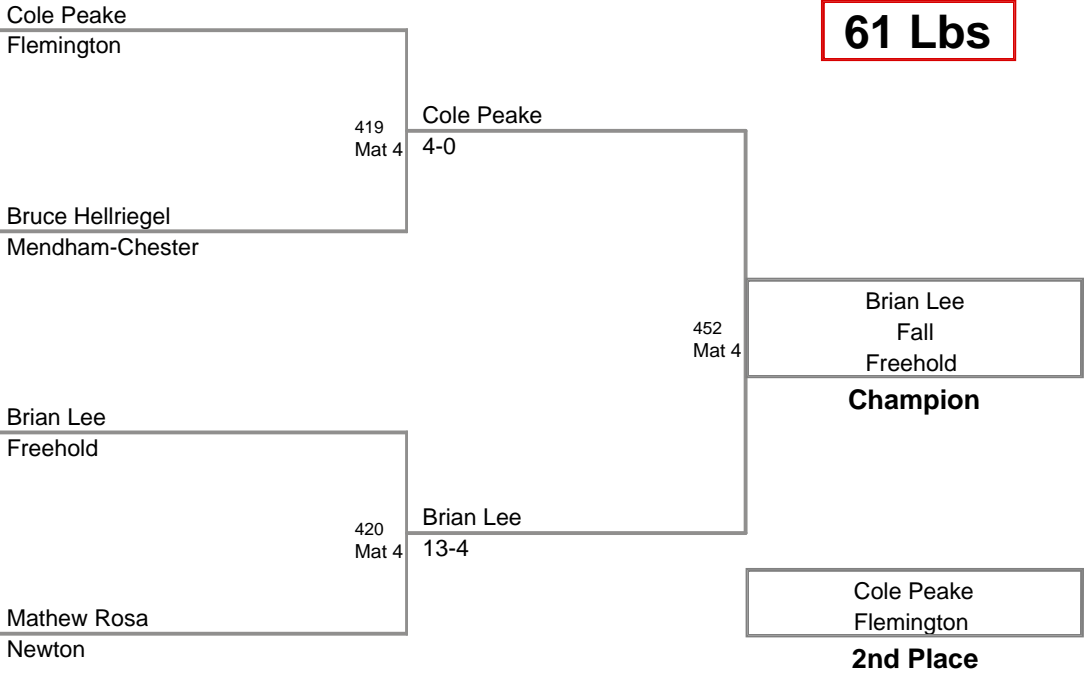 Cole Peake
Flemington
61 Lbs
419
Mat 4
Cole Peake
4-0
Bruce Hellriegel
Mendham-Chester
452
Mat 4
Brian Lee
Fall
Freehold
Champion
Brian Lee
Freehold
420
Mat 4
Brian Lee
13-4
Mathew Rosa
Newton
Cole Peake
Flemington
2nd Place